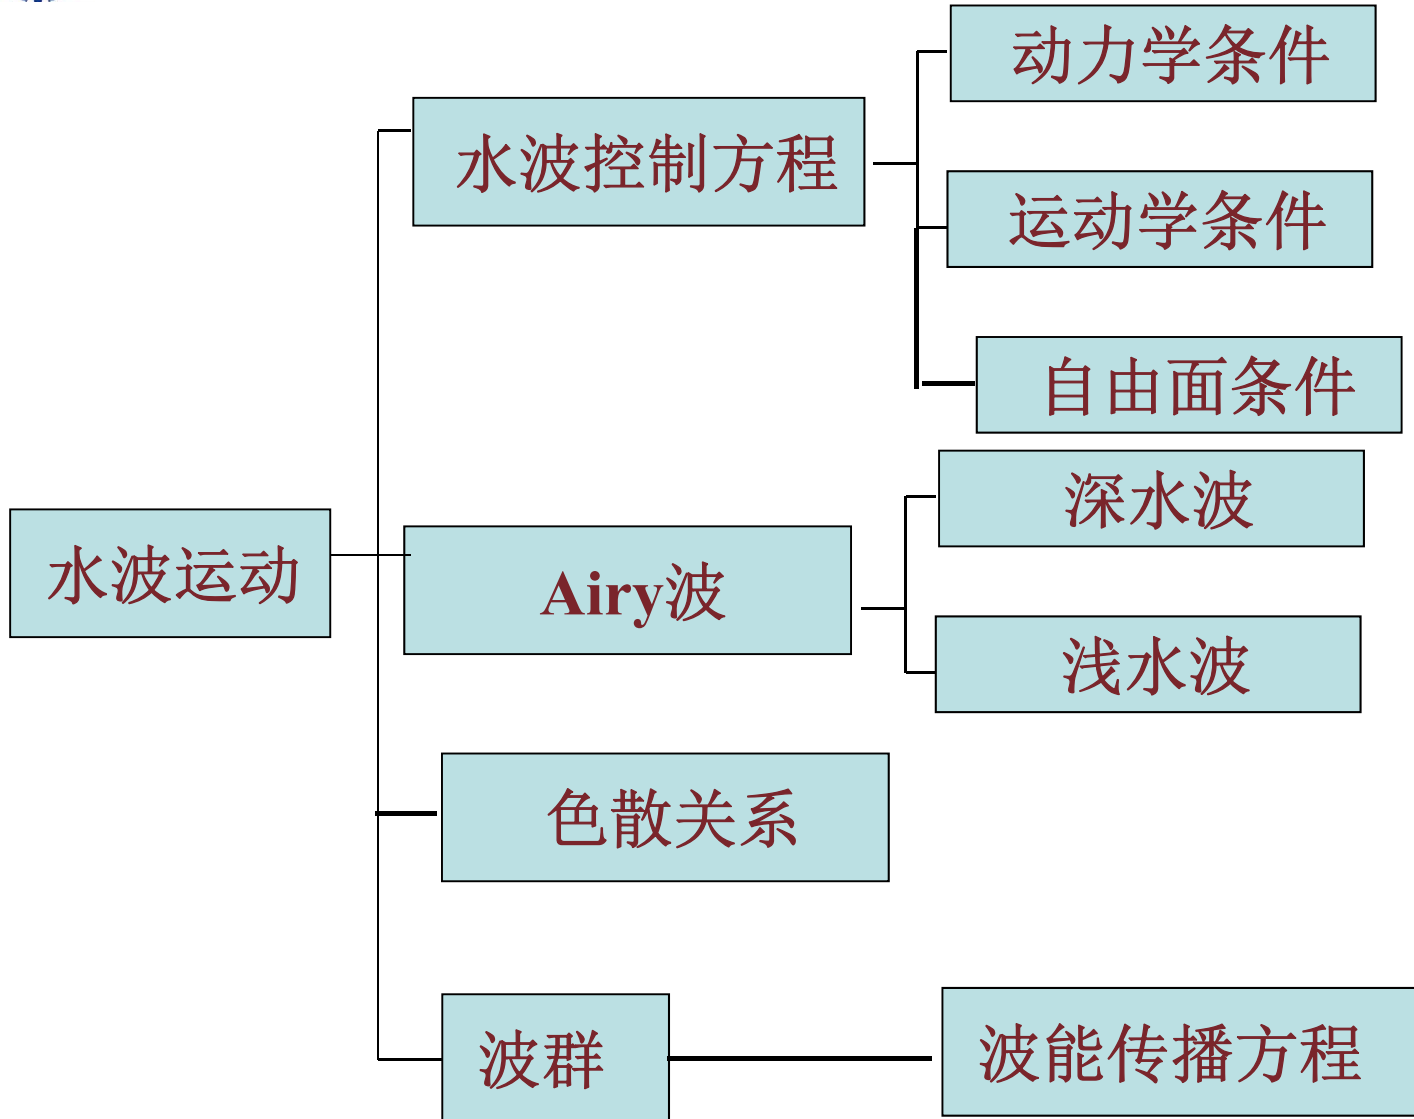 水波运动
水波控制方程
动力学条件
运动学条件
自由面条件
Airy波
深水波
浅水波
色散关系
波群
波能传播方程